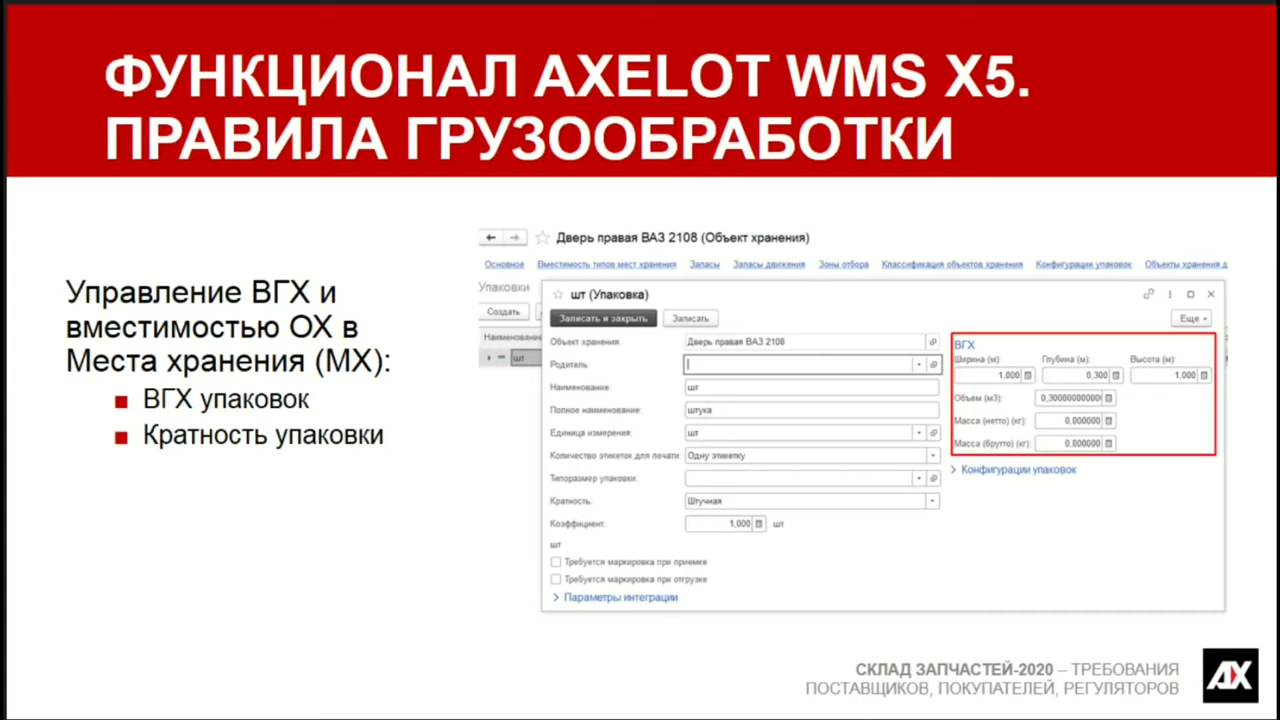 ФУНКЦИОНАЛ AXELOT WMS X5.
ПРАВИЛА ГРУЗООБРАБОТКИ
Управление ВГХ и
вместимостью ОХ в
Места хранения (МХ):
ВГХ упаковок
Кратность упаковки
Дверь правая ВАЗ 2108 (Объект хранения)
Основное Вместимость типов мест хранения Запасы Запасы движения Зоны отбора Классификация объектов хранения Конфигурации упаковок Объекты хранения д
Упаковки
Создать
Наименование
шт
шт (Упаковка)
Записать и закрыть Записать Еще
Объект хранения: Дверь правая ВАЗ 2108
Родитель:
Наименование: шт
Полное наименование: штука
Единица измерения: шт
Количество этикеток для печати: Одну этикетку
Типоразмер упаковки:
Кратность: Штучная
Коэффициент: 1,000 шт
шт
Требуется маркировка при приемке
Требуется маркировка при отгрузке
Параметры интеграции
ВГХ
Ширина (м): Глубина (м): Высота (м):
1,000 0,300 1,000
Объем (м3): 0,30000000000
Масса (нетто) (кг): 0,000000
Масса (брутто) (кг): 0,000000
Конфигурации упаковок
СКЛАД ЗАПЧАСТЕЙ-2020 – ТРЕБОВАНИЯ
ПОСТАВЩИКОВ, ПОКУПАТЕЛЕЙ, РЕГУЛЯТОРОВ
AX